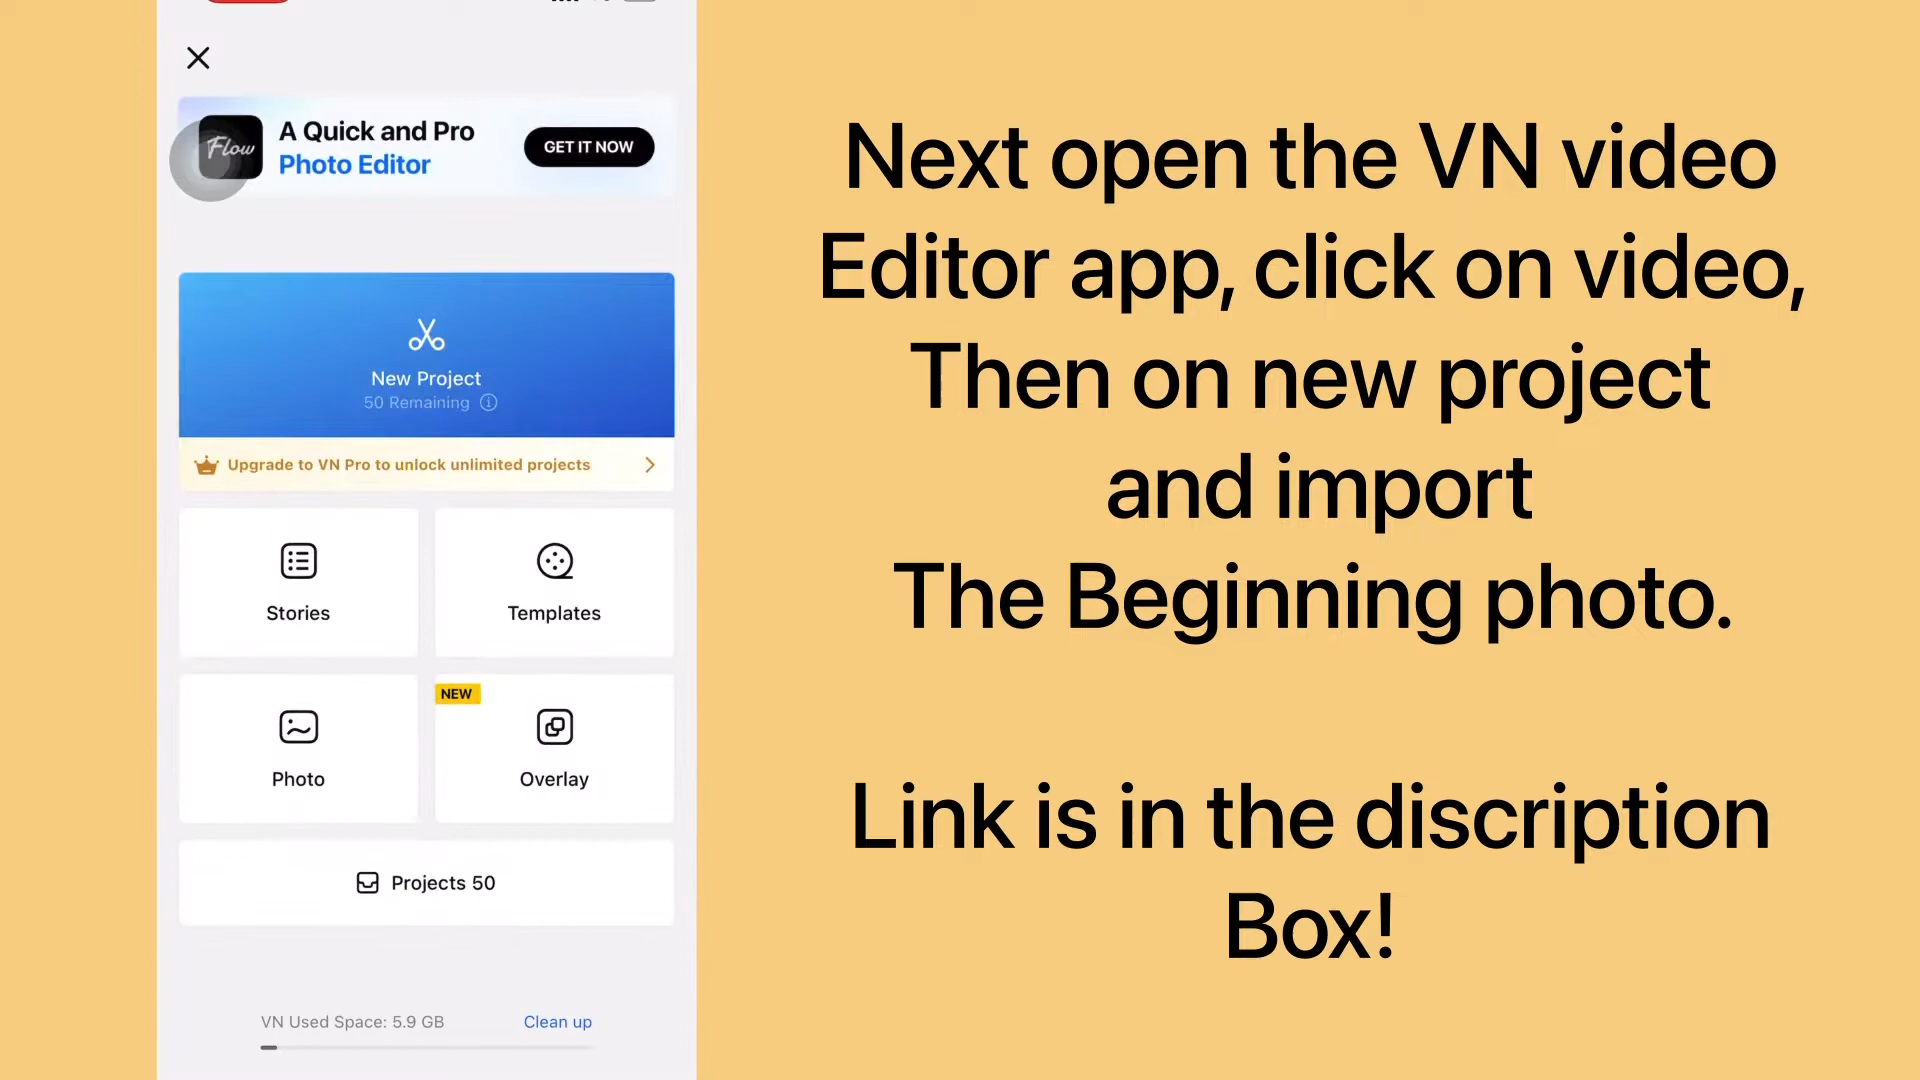 Flow
A Quick and Pro
Photo Editor
GET IT NOW
New Project
50 Remaining
Upgrade to VN Pro to unlock unlimited projects
Stories
Templates
NEW
Photo
Overlay
Projects 50
VN Used Space: 5.9 GB
Clean up
Next open the VN video
Editor app, click on video,
Then on new project
and import
The Beginning photo.
Link is in the discription
Box!